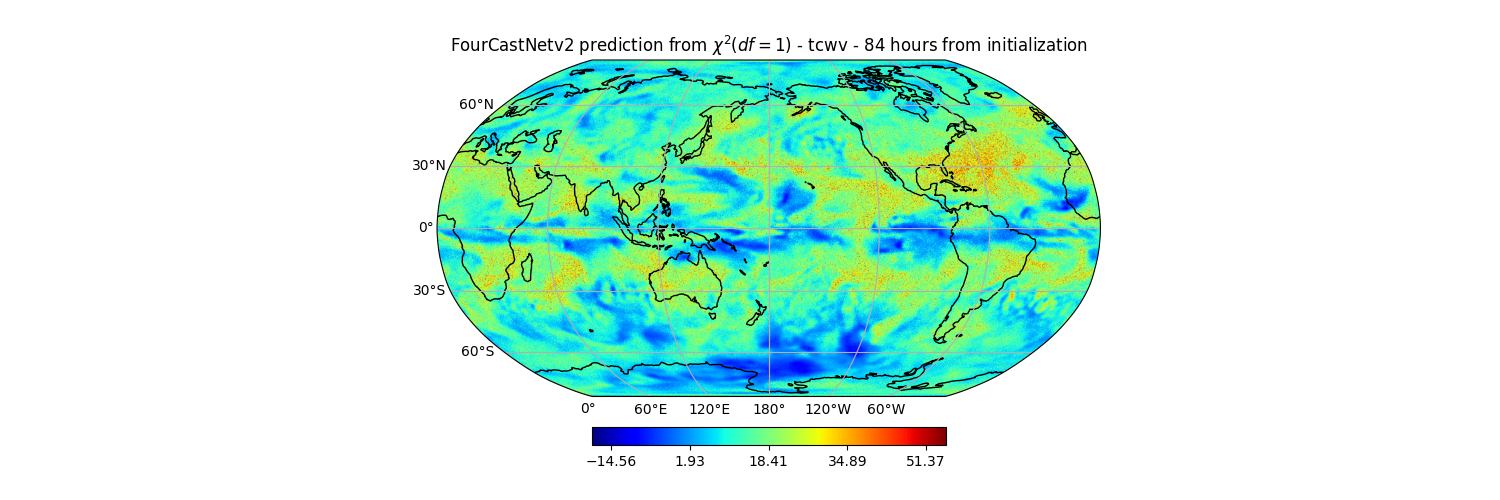 FourCastNetv2 prediction from χ²(df = 1) - tcwv - 84 hours from initialization
60°N
30°N
0°
30°S
60°S
0° 60°E 120°E 180° 120°W 60°W
−14.56 1.93 18.41 34.89 51.37